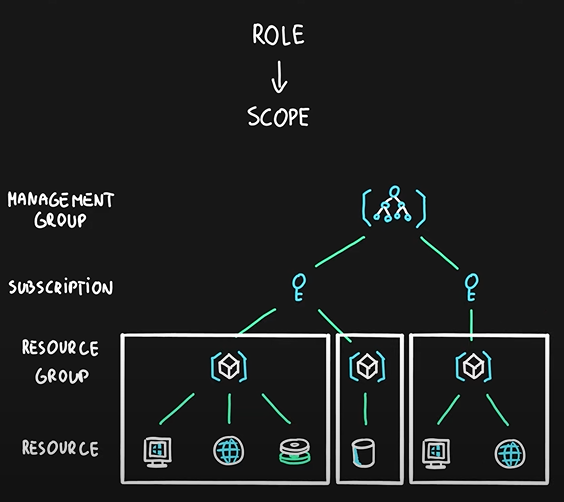 ROLE
SCOPE
MANAGEMENT
GROUP
SUBSCRIPTION
RESOURCE
GROUP
RESOURCE